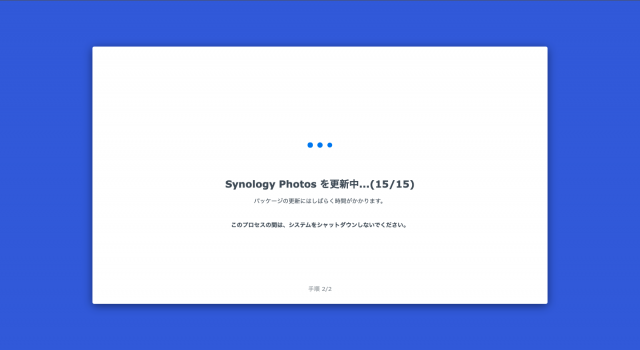 Synology Photos を更新中...(15/15)
パッケージの更新にはしばらく時間がかかります。
このプロセスの間は、システムをシャットダウンしないでください。
手順 2/2